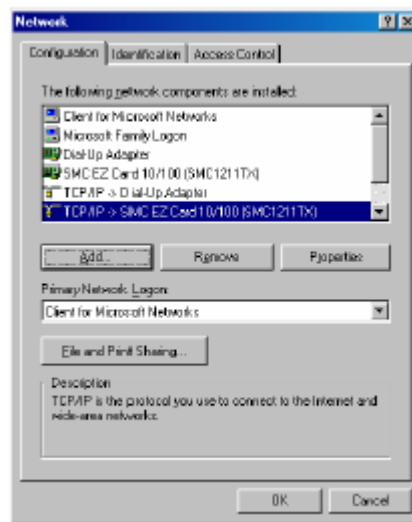 Network
Configuration Identification Access Control
The following network components are installed:
Client for Microsoft Networks
Microsoft Family Logon
Dial-Up Adapter
SMC EZ Card 10/100 (SMC1211TX)
TCP/IP -> Dial-Up Adapter
TCP/IP -> SMC EZ Card 10/100 (SMC1211TX)
Add... Remove Properties
Primary Network Logon:
Client for Microsoft Networks
File and Print Sharing...
Description
TCP/IP is the protocol you use to connect to the Internet and
wide-area networks.
OK Cancel